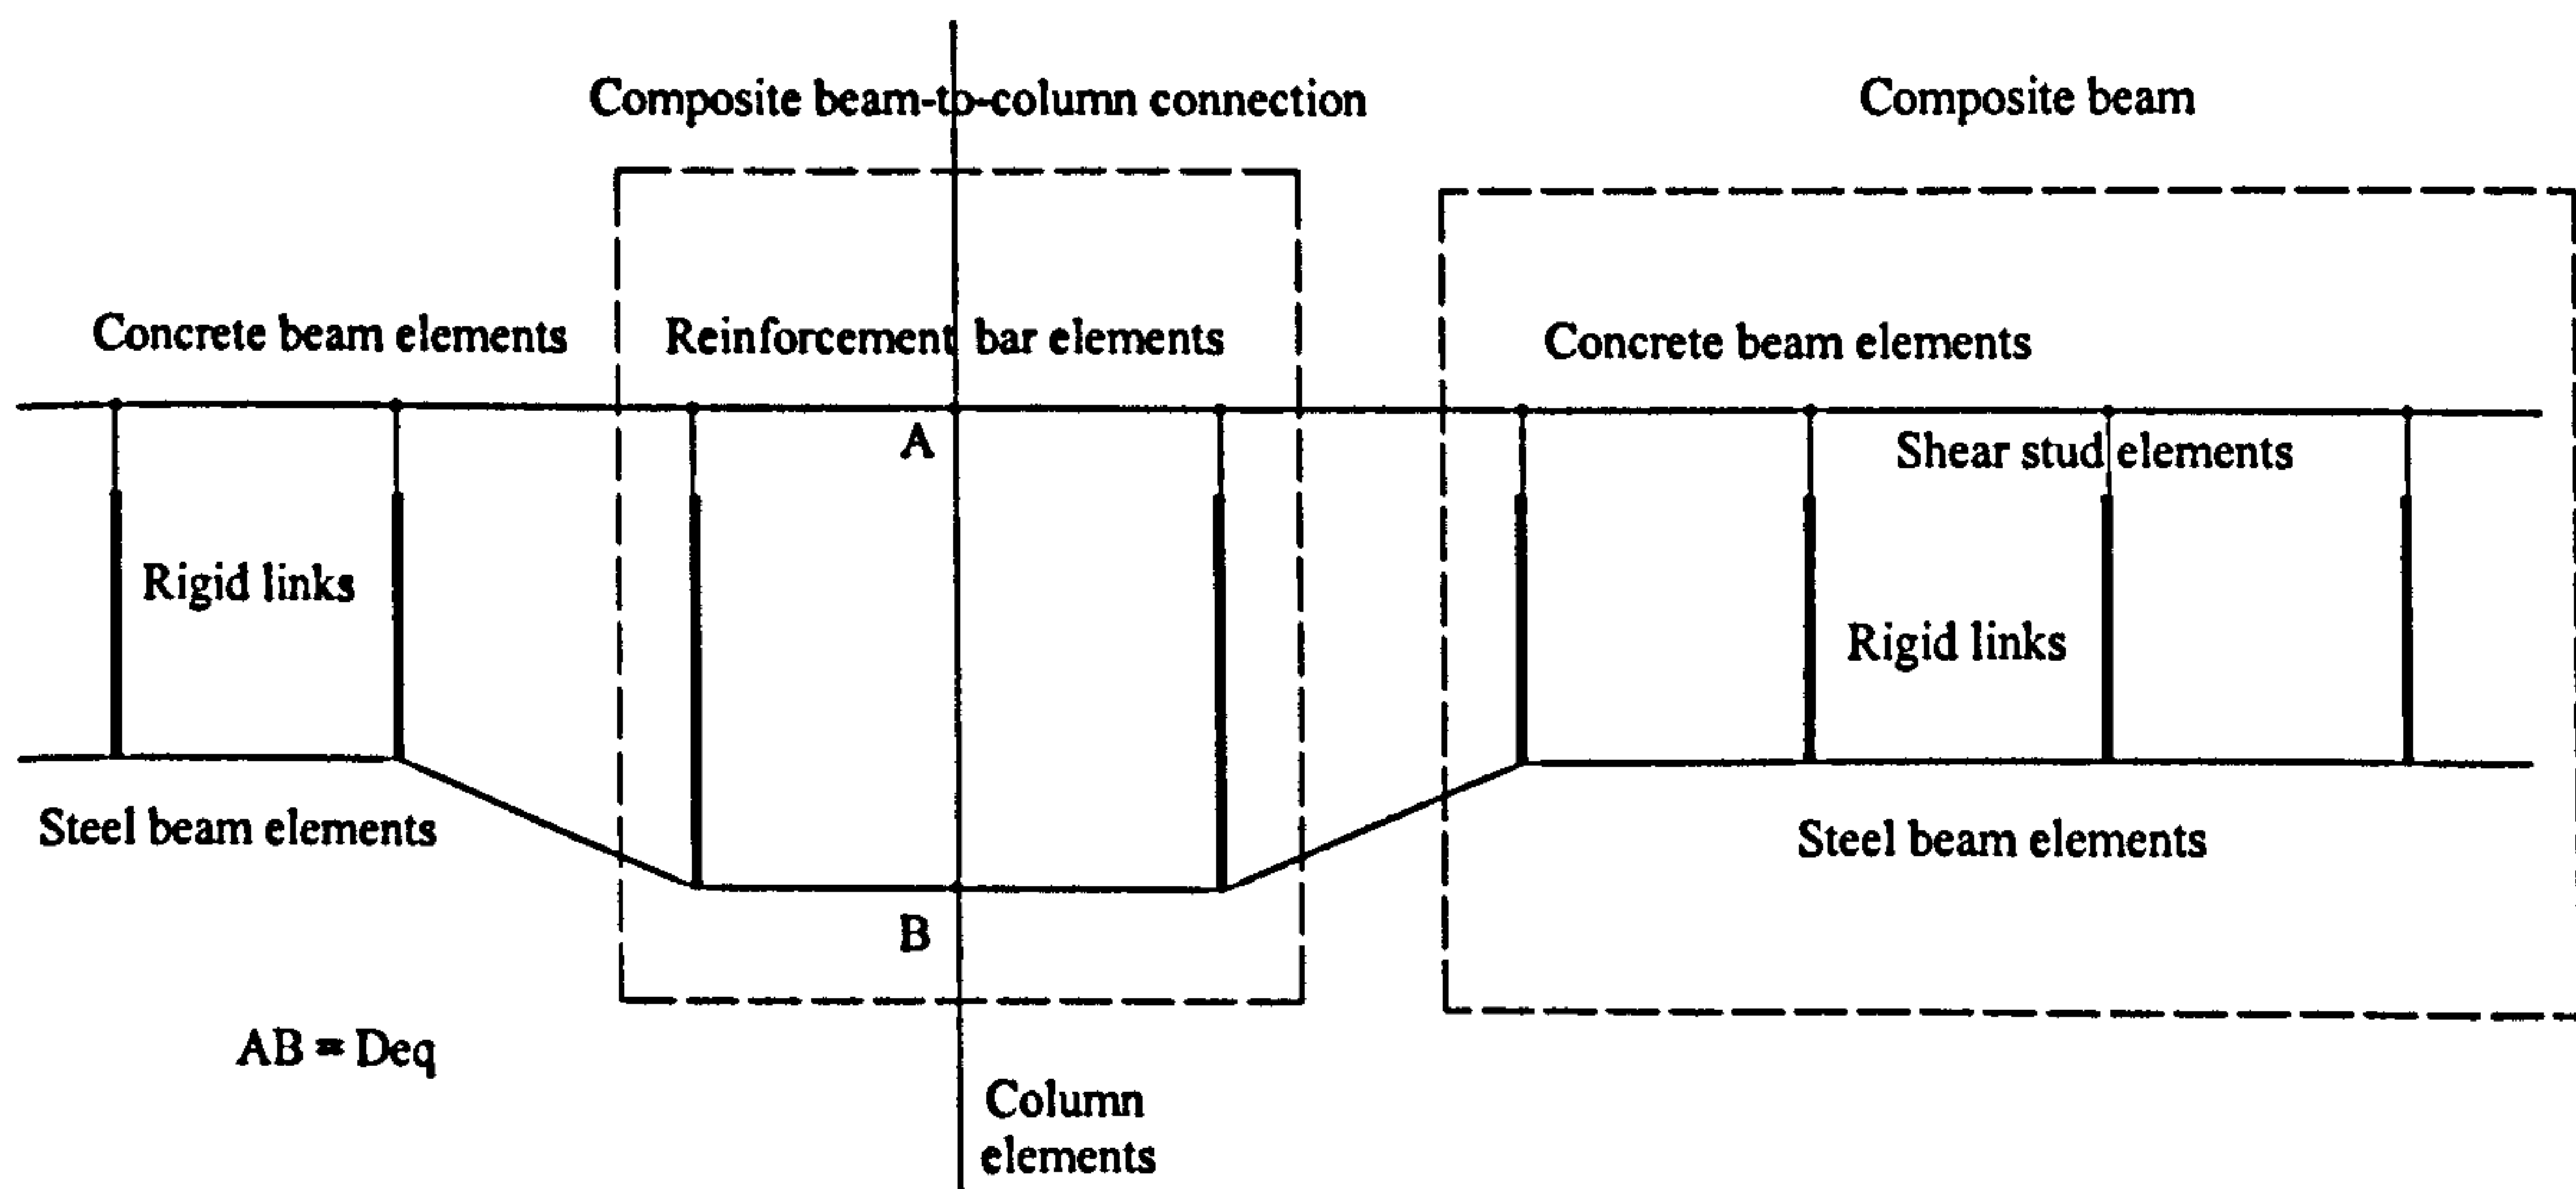 Composite beam-to-column connection
Composite beam
Concrete beam elements
Reinforcement bar elements
Concrete beam elements
A
Shear stud elements
Rigid links
Rigid links
Steel beam elements
Steel beam elements
B
AB = Deq
Column
elements